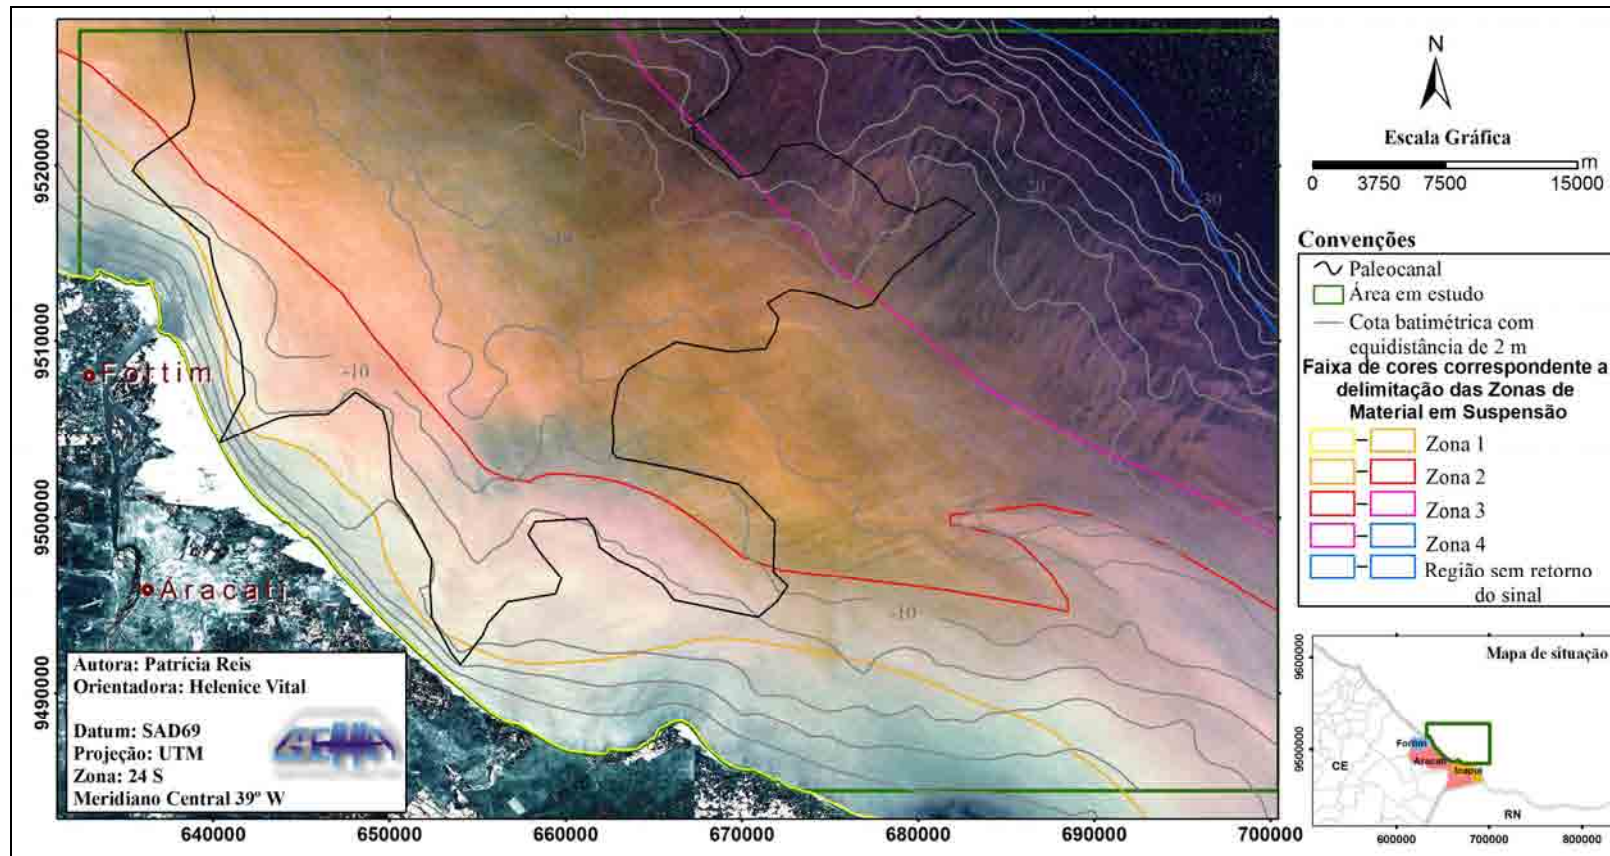 N
Escala Gráfica
m
0 3750 7500 15000
Convenções
Paleocanal
Área em estudo
Cota batimétrica com
equidistância de 2 m
Faixa de cores correspondente a
delimitação das Zonas de
Material em Suspensão
Zona 1
Zona 2
Zona 3
Zona 4
Região sem retorno
do sinal
Mapa de situação
9600000
9500000
Fortim
Aracati
Icapuí
CE
RN
600000 700000 800000
9520000
9510000
9500000
9490000
-20
-30
-10
-10
-10
Fortim
Aracati
Autora: Patrícia Reis
Orientadora: Helenice Vital
Datum: SAD69
Projeção: UTM
Zona: 24 S
Meridiano Central 39º W
640000 650000 660000 670000 680000 690000 700000